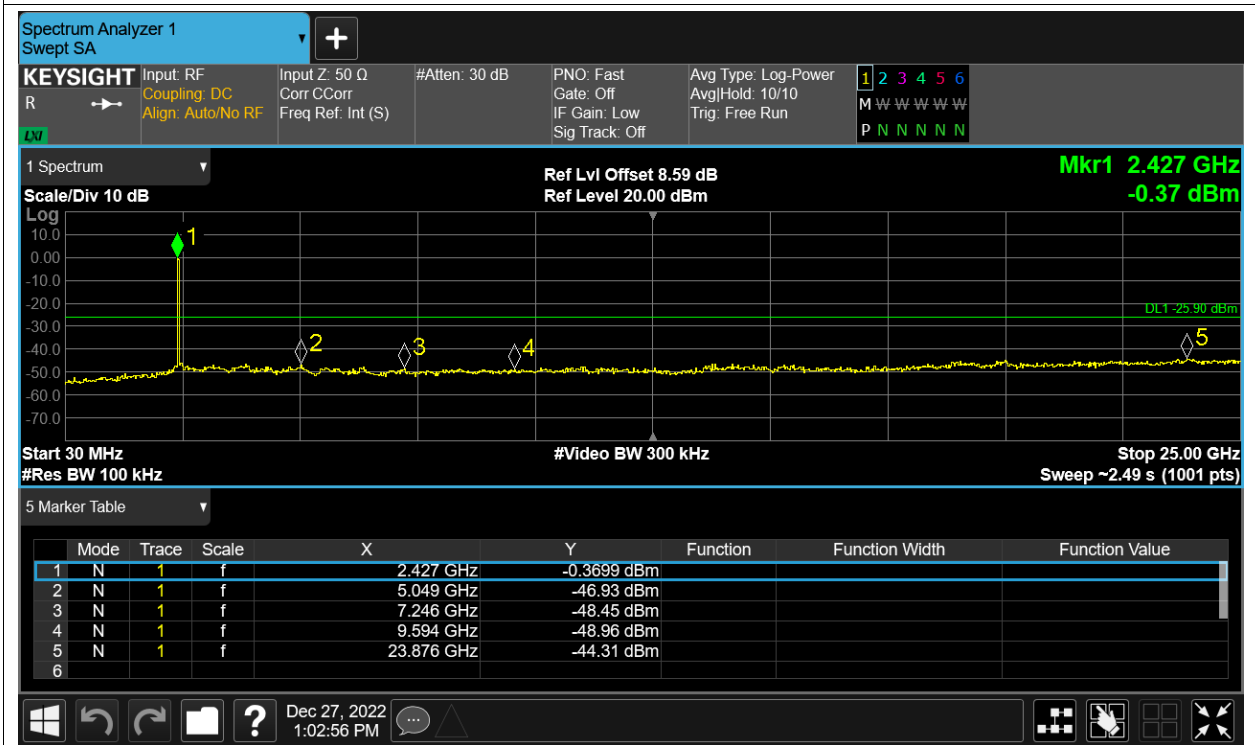 Spectrum Analyzer 1
Swept SA
KEYSIGHT
R
LXI
Input: RF
Coupling: DC
Align: Auto/No RF
Input Z: 50 Ω
Corr CCorr
Freq Ref: Int (S)
#Atten: 30 dB
PNO: Fast
Gate: Off
IF Gain: Low
Sig Track: Off
Avg Type: Log-Power
Avg|Hold: 10/10
Trig: Free Run
1 2 3 4 5 6
M W W W W W
P N N N N N
1 Spectrum
Scale/Div 10 dB
Ref Lvl Offset 8.59 dB
Ref Level 20.00 dBm
Mkr1 2.427 GHz
-0.37 dBm
Log
10.0
0.00
-10.0
-20.0
-30.0
-40.0
-50.0
-60.0
-70.0
1
2
3
4
5
DL1 -25.90 dBm
Start 30 MHz
#Video BW 300 kHz
Stop 25.00 GHz
#Res BW 100 kHz
Sweep ~2.49 s (1001 pts)
5 Marker Table
Mode Trace Scale X Y Function Function Width Function Value
1 N 1 f 2.427 GHz -0.3699 dBm
2 N 1 f 5.049 GHz -46.93 dBm
3 N 1 f 7.246 GHz -48.45 dBm
4 N 1 f 9.594 GHz -48.96 dBm
5 N 1 f 23.876 GHz -44.31 dBm
6
?
Dec 27, 2022
1:02:56 PM